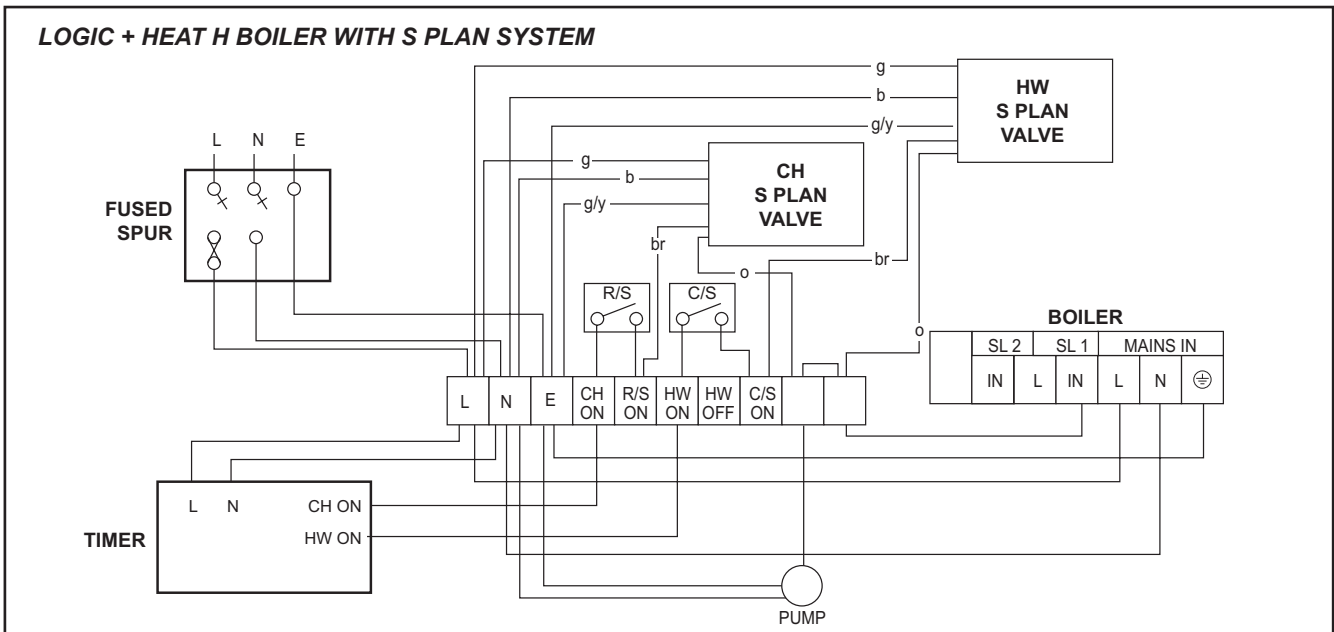 LOGIC + HEAT H BOILER WITH S PLAN SYSTEM
g
HW
S PLAN
VALVE
b
g/y
L N E
g
CH
S PLAN
VALVE
b
FUSED
SPUR
g/y
br
br
o
R/S C/S
o
BOILER
SL 2 SL 1 MAINS IN
IN L IN L N
L N E CH ON R/S ON HW ON HW OFF C/S ON
L N CH ON
HW ON
TIMER
PUMP